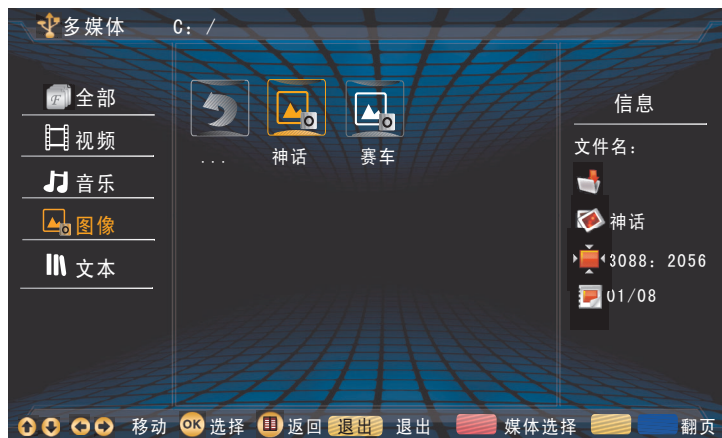 多媒体 C: /
全部
视频
音乐
图像
文本
...
神话
赛车
信息
文件名:
神话
3088: 2056
01/08
移动 OK 选择 返回 退出 退出 媒体选择 翻页